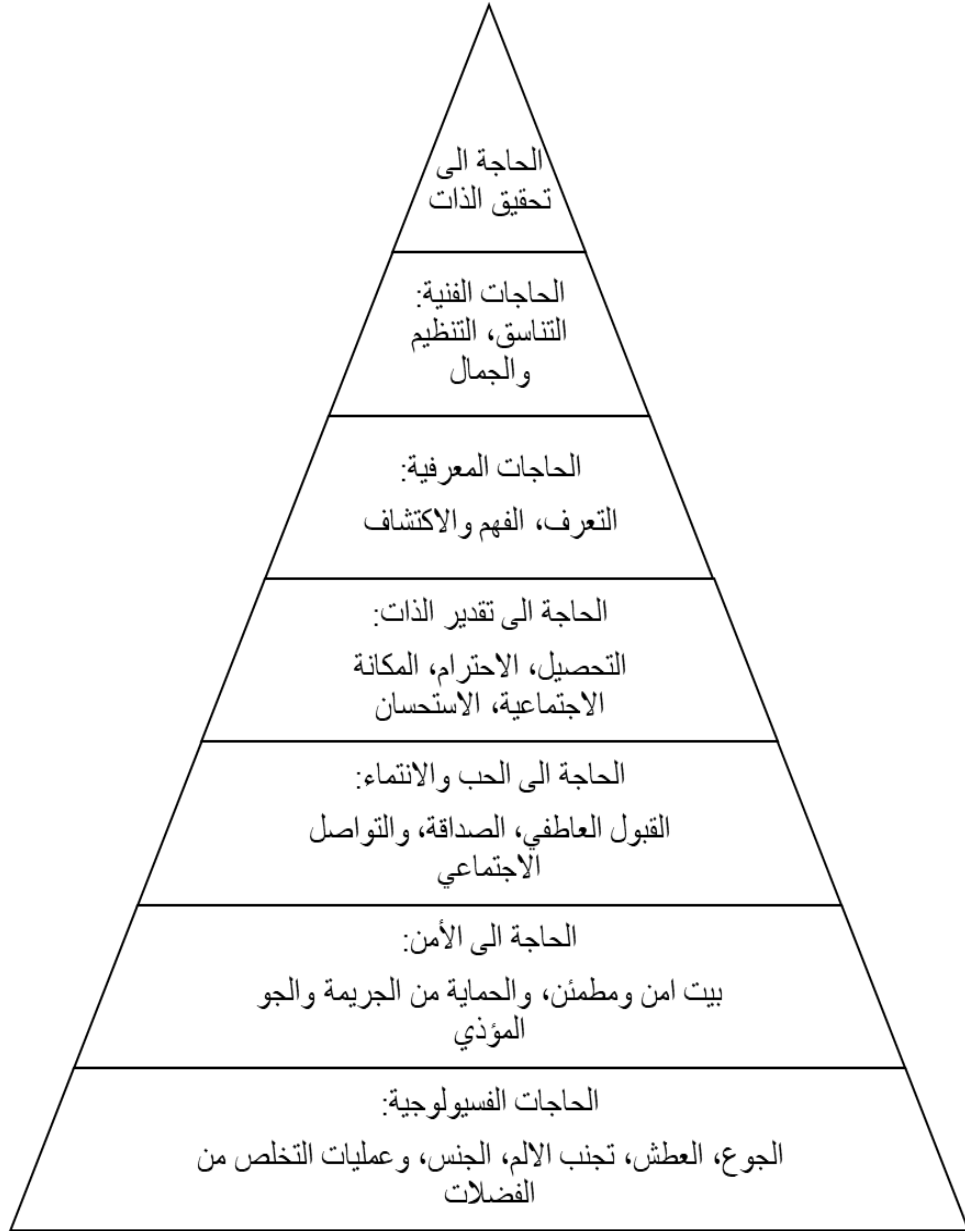 الحاجة الى
تحقيق الذات
الحاجات الفنية:
التناسق، التنظيم
والجمال
الحاجات المعرفية:
التعرف، الفهم والاكتشاف
الحاجة الى تقدير الذات:
التحصيل، الاحترام، المكانة
الاجتماعية، الاستحسان
الحاجة الى الحب والانتماء:
القبول العاطفي، الصداقة، والتواصل
الاجتماعي
الحاجة الى الأمن:
بيت امن ومطمئن، والحماية من الجريمة والجو
المؤذي
الحاجات الفسيولوجية:
الجوع، العطش، تجنب الالم، الجنس، وعمليات التخلص من
الفضلات